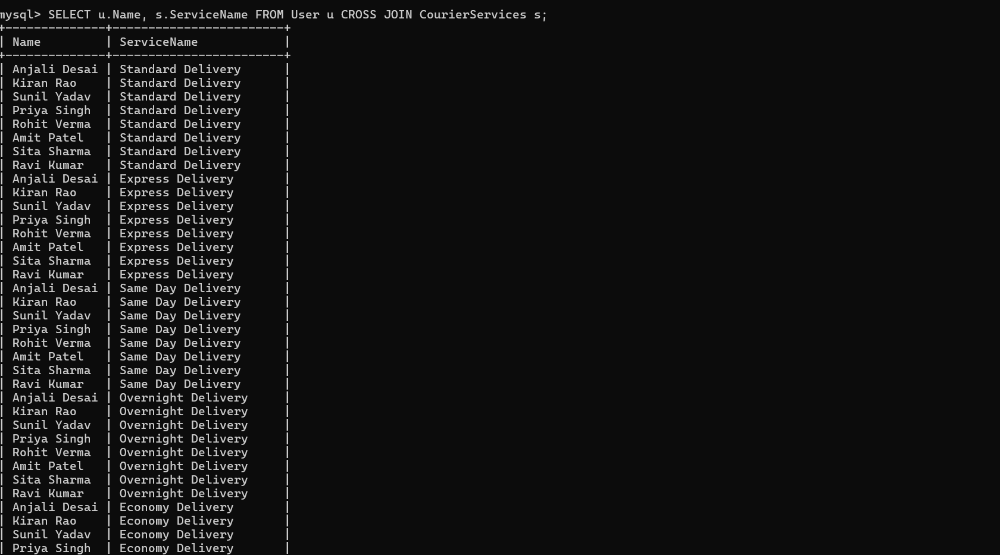 mysql> SELECT u.Name, s.ServiceName FROM User u CROSS JOIN CourierServices s;
+--------------+------------------------+
| Name         | ServiceName            |
+--------------+------------------------+
| Anjali Desai | Standard Delivery      |
| Kiran Rao    | Standard Delivery      |
| Sunil Yadav  | Standard Delivery      |
| Priya Singh  | Standard Delivery      |
| Rohit Verma  | Standard Delivery      |
| Amit Patel   | Standard Delivery      |
| Sita Sharma  | Standard Delivery      |
| Ravi Kumar   | Standard Delivery      |
| Anjali Desai | Express Delivery       |
| Kiran Rao    | Express Delivery       |
| Sunil Yadav  | Express Delivery       |
| Priya Singh  | Express Delivery       |
| Rohit Verma  | Express Delivery       |
| Amit Patel   | Express Delivery       |
| Sita Sharma  | Express Delivery       |
| Ravi Kumar   | Express Delivery       |
| Anjali Desai | Same Day Delivery      |
| Kiran Rao    | Same Day Delivery      |
| Sunil Yadav  | Same Day Delivery      |
| Priya Singh  | Same Day Delivery      |
| Rohit Verma  | Same Day Delivery      |
| Amit Patel   | Same Day Delivery      |
| Sita Sharma  | Same Day Delivery      |
| Ravi Kumar   | Same Day Delivery      |
| Anjali Desai | Overnight Delivery     |
| Kiran Rao    | Overnight Delivery     |
| Sunil Yadav  | Overnight Delivery     |
| Priya Singh  | Overnight Delivery     |
| Rohit Verma  | Overnight Delivery     |
| Amit Patel   | Overnight Delivery     |
| Sita Sharma  | Overnight Delivery     |
| Ravi Kumar   | Overnight Delivery     |
| Anjali Desai | Economy Delivery       |
| Kiran Rao    | Economy Delivery       |
| Sunil Yadav  | Economy Delivery       |
| Priya Singh  | Economy Delivery       |